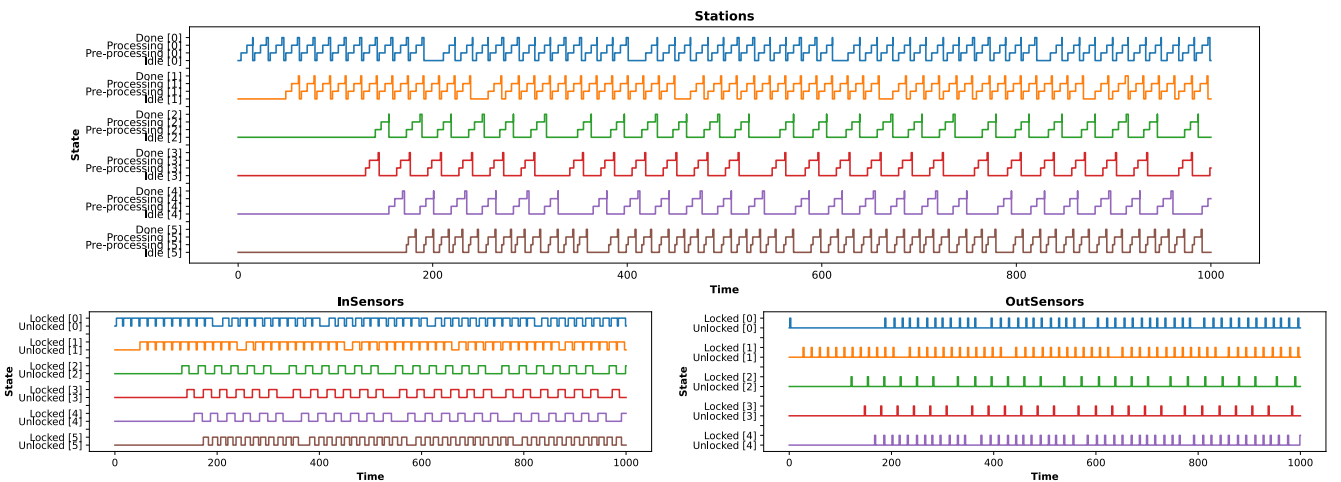 Stations
Done [0]
Processing [0]
Pre-processing [0]
Idle [0]
Done [1]
Processing [1]
Pre-processing [1]
Idle [1]
Done [2]
Processing [2]
Pre-processing [2]
Idle [2]
Done [3]
Processing [3]
Pre-processing [3]
Idle [3]
Done [4]
Processing [4]
Pre-processing [4]
Idle [4]
Done [5]
Processing [5]
Pre-processing [5]
Idle [5]
State
0 200 400 600 800 1000
Time
InSensors
Locked [0]
Unlocked [0]
Locked [1]
Unlocked [1]
Locked [2]
Unlocked [2]
Locked [3]
Unlocked [3]
Locked [4]
Unlocked [4]
Locked [5]
Unlocked [5]
State
0 200 400 600 800 1000
Time
OutSensors
Locked [0]
Unlocked [0]
Locked [1]
Unlocked [1]
Locked [2]
Unlocked [2]
Locked [3]
Unlocked [3]
Locked [4]
Unlocked [4]
State
0 200 400 600 800 1000
Time